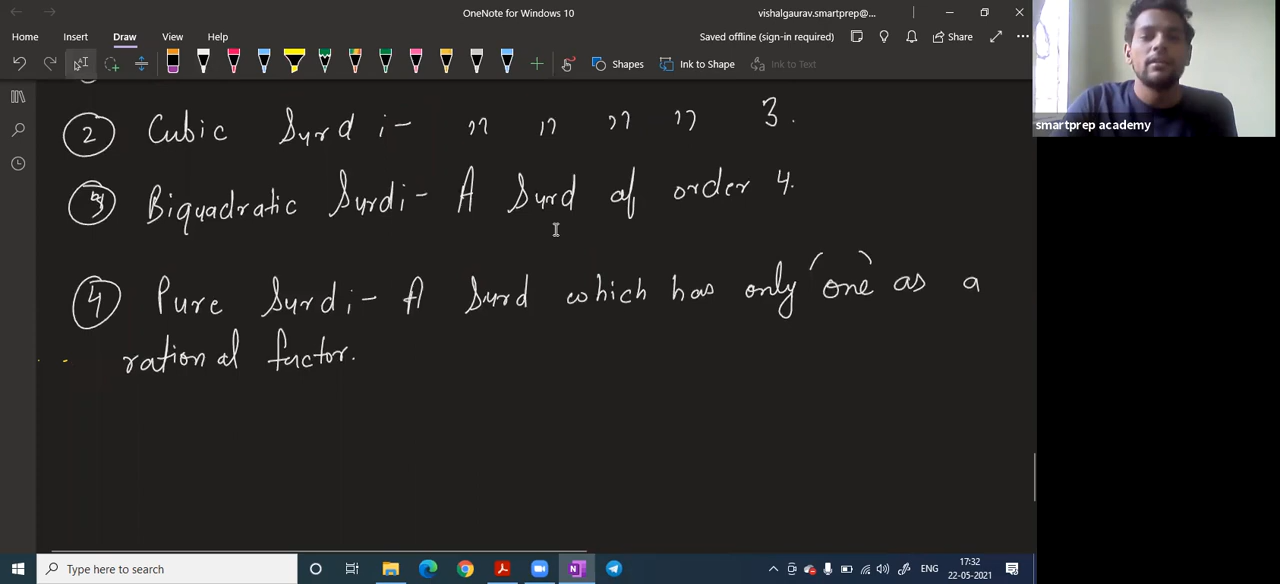 OneNote for Windows 10
vishalgaurav.smartprep@...
Home Insert Draw View Help
Saved offline (sign-in required)
Share
Shapes
Ink to Shape
Ink to Text
smartprep academy
2 Cubic Surd :- " " " " 3.
3 Biquadratic Surd :- A Surd of order 4.
4 Pure Surd :- A Surd which has only 'one' as a
rational factor.
Type here to search
ENG
17:32
22-05-2021